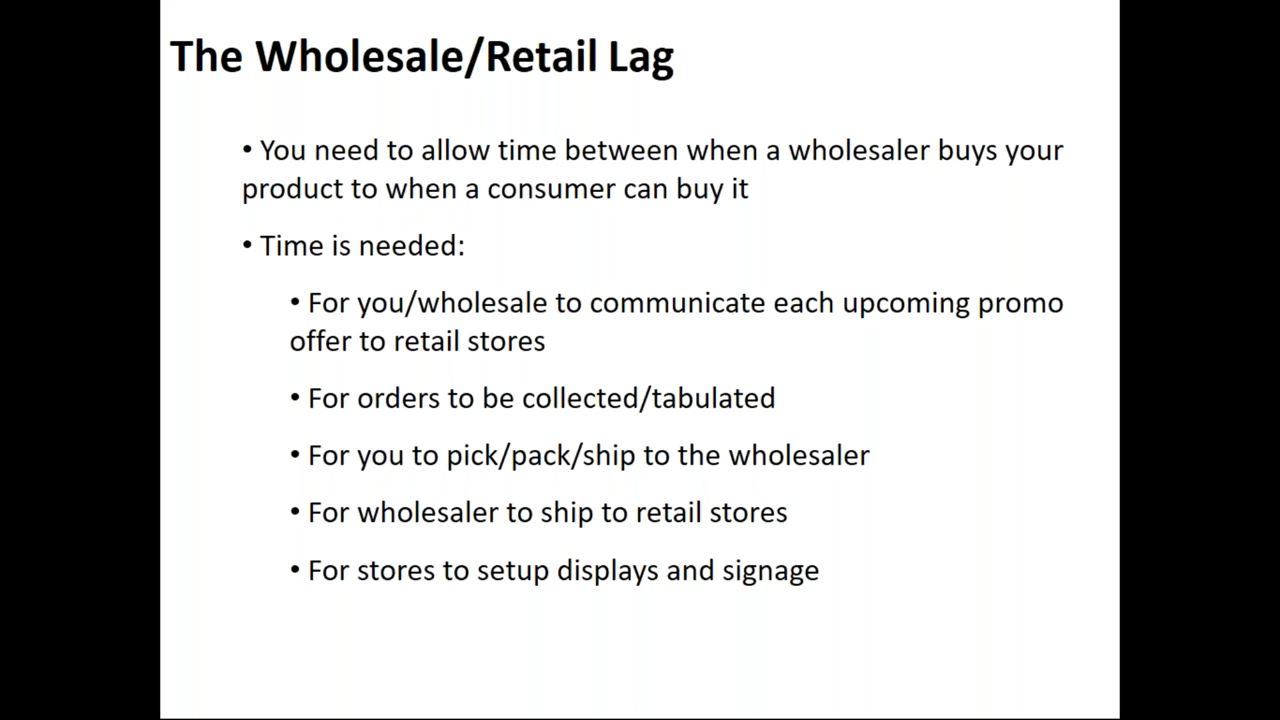 The Wholesale/Retail Lag
• You need to allow time between when a wholesaler buys your
product to when a consumer can buy it
• Time is needed:
• For you/wholesale to communicate each upcoming promo
offer to retail stores
• For orders to be collected/tabulated
• For you to pick/pack/ship to the wholesaler
• For wholesaler to ship to retail stores
• For stores to setup displays and signage